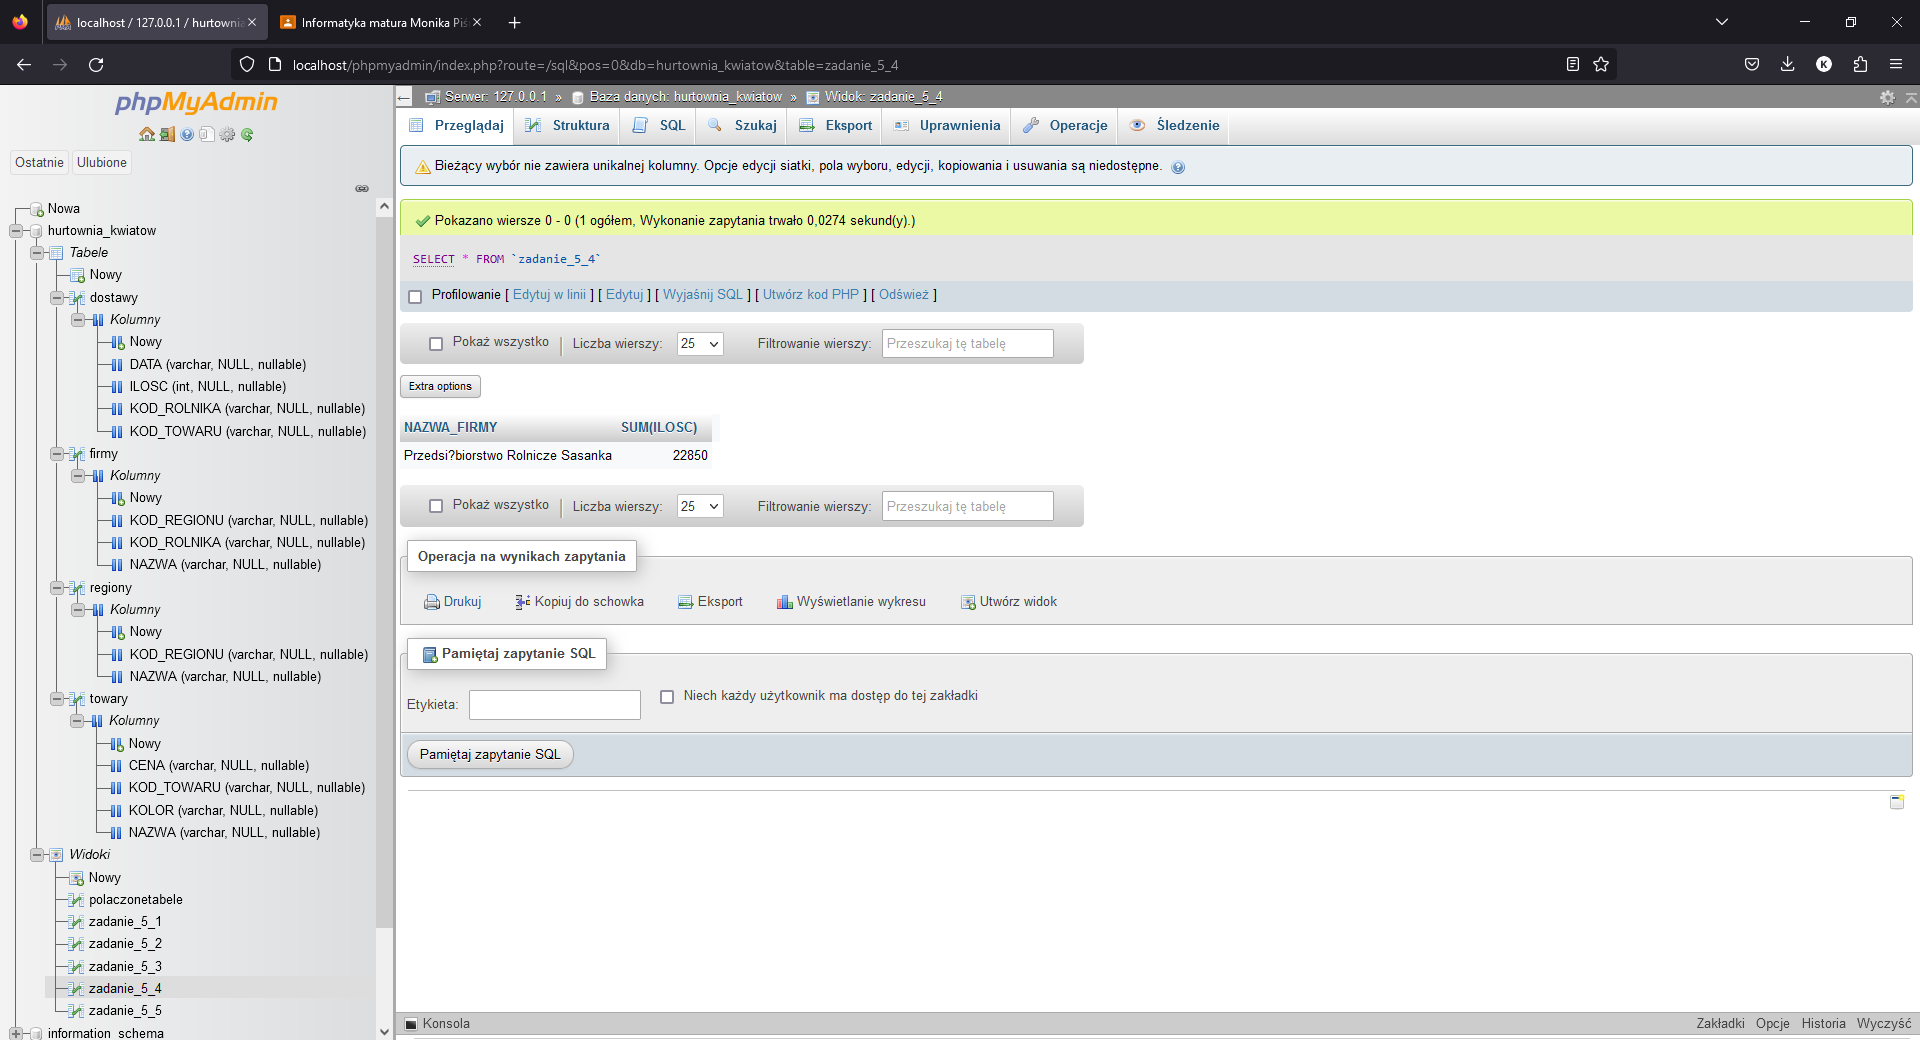 localhost / 127.0.0.1 / hurtownia
Informatyka matura Monika Piś
localhost/phpmyadmin/index.php?route=/sql&pos=0&db=hurtownia_kwiatow&table=zadanie_5_4
K
phpMyAdmin
Ostatnie Ulubione
Nowa
hurtownia_kwiatow
Tabele
Nowy
dostawy
Kolumny
Nowy
DATA (varchar, NULL, nullable)
ILOSC (int, NULL, nullable)
KOD_ROLNIKA (varchar, NULL, nullable)
KOD_TOWARU (varchar, NULL, nullable)
firmy
Kolumny
Nowy
KOD_REGIONU (varchar, NULL, nullable)
KOD_ROLNIKA (varchar, NULL, nullable)
NAZWA (varchar, NULL, nullable)
regiony
Kolumny
Nowy
KOD_REGIONU (varchar, NULL, nullable)
NAZWA (varchar, NULL, nullable)
towary
Kolumny
Nowy
CENA (varchar, NULL, nullable)
KOD_TOWARU (varchar, NULL, nullable)
KOLOR (varchar, NULL, nullable)
NAZWA (varchar, NULL, nullable)
Widoki
Nowy
polaczonetabele
zadanie_5_1
zadanie_5_2
zadanie_5_3
zadanie_5_4
zadanie_5_5
information_schema
Serwer: 127.0.0.1 » Baza danych: hurtownia_kwiatow » Widok: zadanie_5_4
Przeglądaj Struktura SQL Szukaj Eksport Uprawnienia Operacje Śledzenie
Bieżący wybór nie zawiera unikalnej kolumny. Opcje edycji siatki, pola wyboru, edycji, kopiowania i usuwania są niedostępne.
Pokazano wiersze 0 - 0 (1 ogółem, Wykonanie zapytania trwało 0,0274 sekund(y).)
SELECT * FROM `zadanie_5_4`
Profilowanie [ Edytuj w linii ] [ Edytuj ] [ Wyjaśnij SQL ] [ Utwórz kod PHP ] [ Odśwież ]
Pokaż wszystko | Liczba wierszy: 25 Filtrowanie wierszy: Przeszukaj tę tabelę
Extra options
NAZWA_FIRMY SUM(ILOSC)
Przedsi?biorstwo Rolnicze Sasanka 22850
Pokaż wszystko | Liczba wierszy: 25 Filtrowanie wierszy: Przeszukaj tę tabelę
Operacja na wynikach zapytania
Drukuj Kopiuj do schowka Eksport Wyświetlanie wykresu Utwórz widok
Pamiętaj zapytanie SQL
Etykieta: Niech każdy użytkownik ma dostęp do tej zakładki
Pamiętaj zapytanie SQL
Konsola Zakładki Opcje Historia Wyczyść